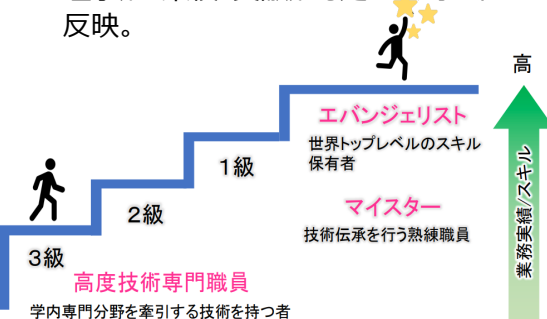 反映。
高
エバンジェリスト
世界トップレベルのスキル
保有者
1級
マイスター
技術伝承を行う熟練職員
2級
3級
高度技術専門職員
学内専門分野を牽引する技術を持つ者
業務実績/スキル